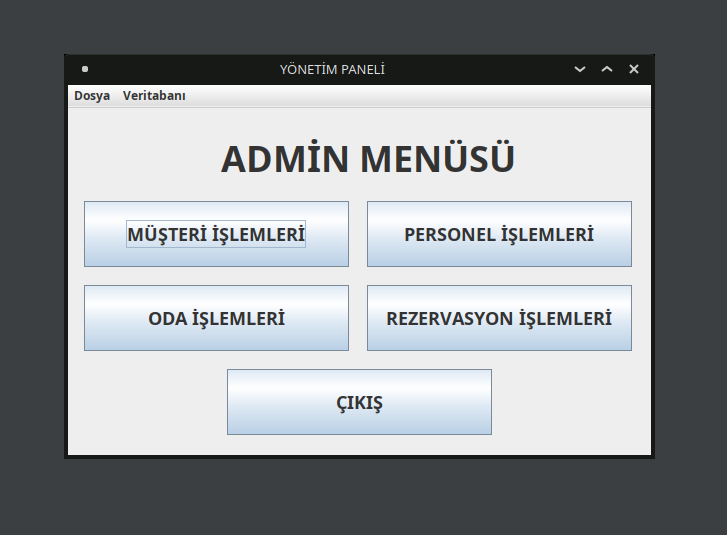 YÖNETİM PANELİ
Dosya Veritabanı
ADMİN MENÜSÜ
MÜŞTERİ İŞLEMLERİ PERSONEL İŞLEMLERİ
ODA İŞLEMLERİ REZERVASYON İŞLEMLERİ
ÇIKIŞ